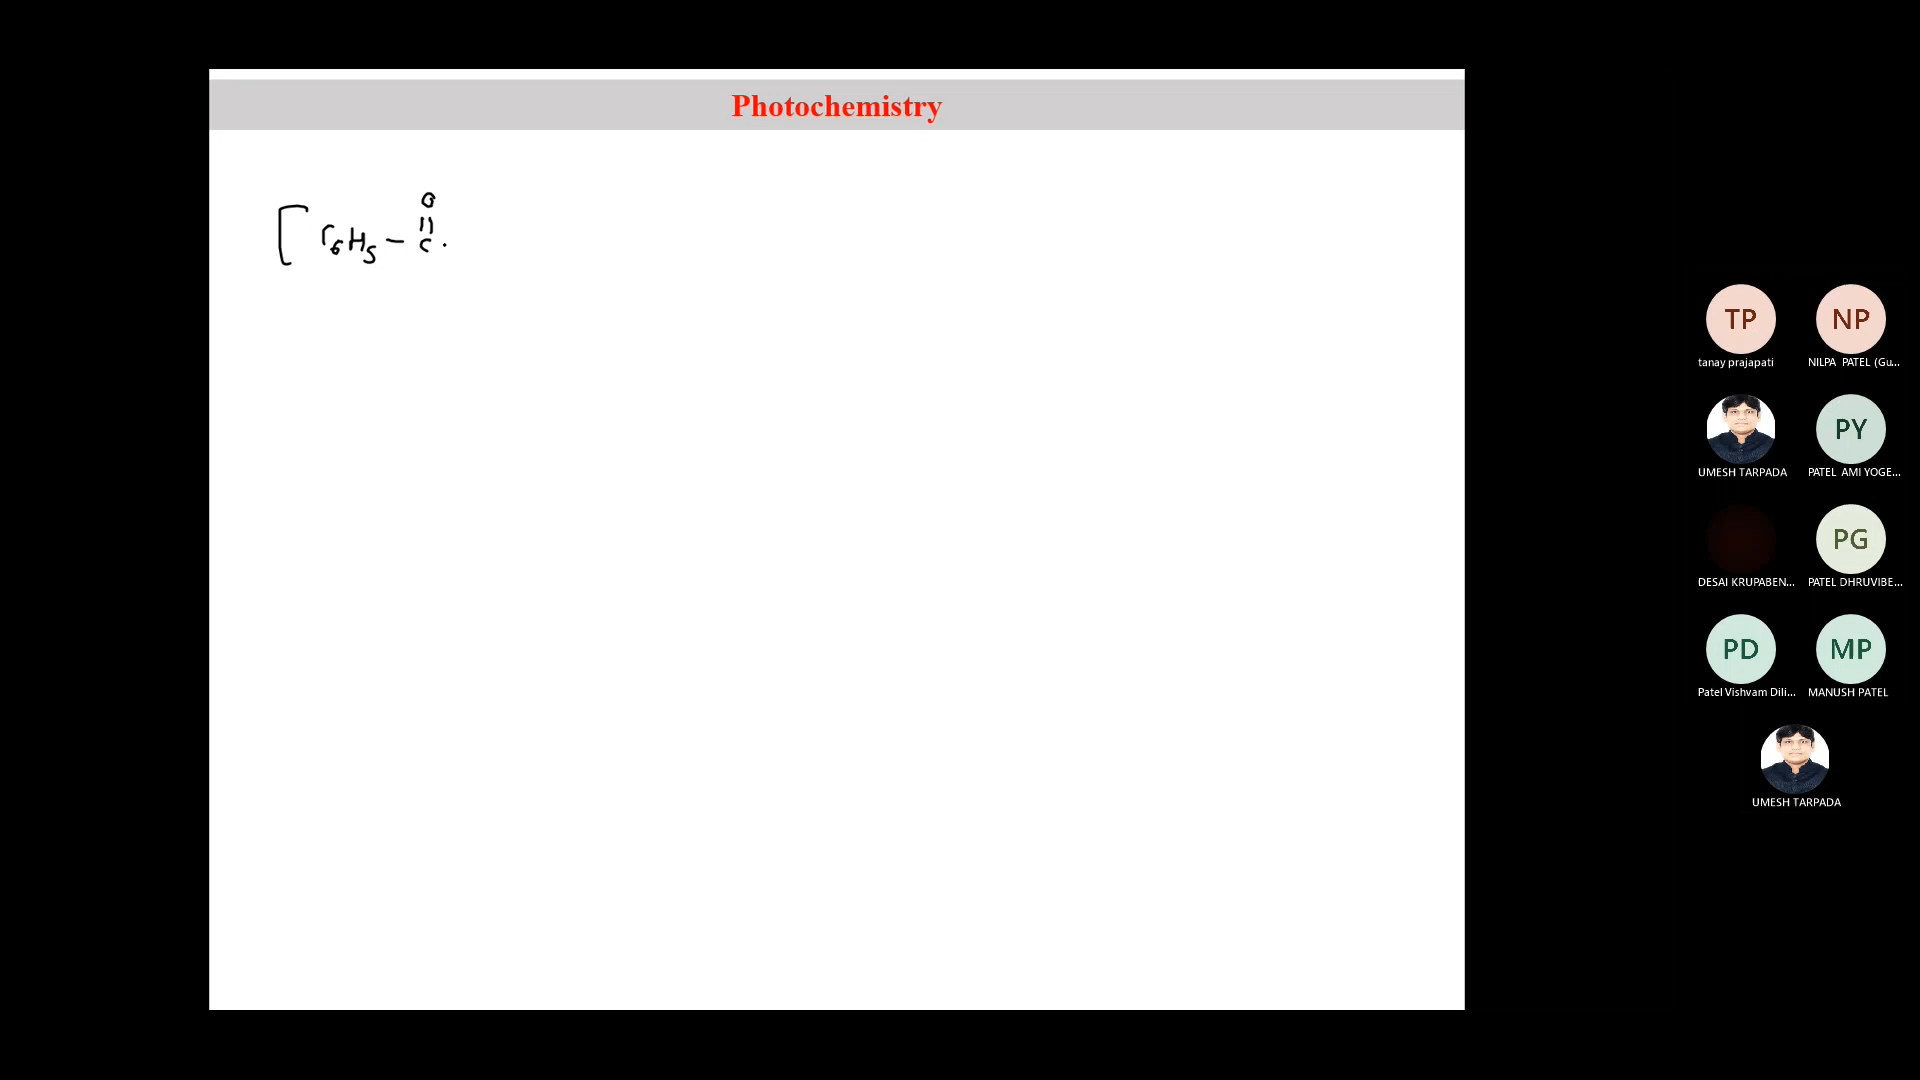 Photochemistry
O
||
[ C6H5 - C .
TP NP
tanay prajapati NILPA PATEL (Gu...
PY
UMESH TARPADA PATEL AMI YOGE...
PG
DESAI KRUPABEN... PATEL DHRUVIBE...
PD MP
Patel Vishvam Dili... MANUSH PATEL
UMESH TARPADA